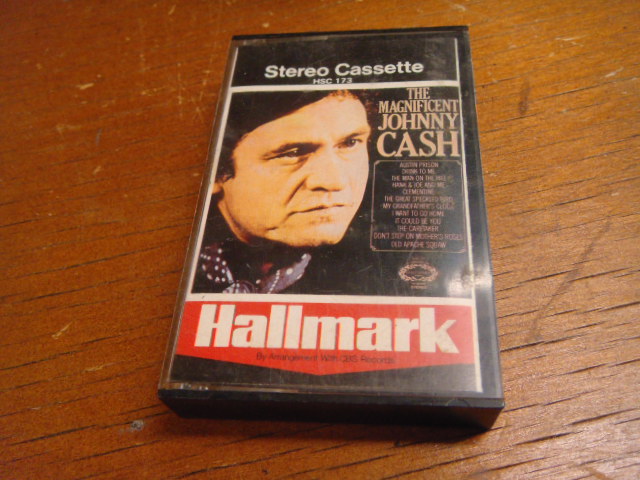 Stereo Cassette
HSC 173
THE
MAGNIFICENT
JOHNNY
CASH
AUSTIN PRISON
DRINK TO ME
THE MAN ON THE HILL
HANK & JOE AND ME
CLEMENTINE
THE GREAT SPECKLED BIRD
MY GRANDFATHER'S CLOCK
I WANT TO GO HOME
IT COULD BE YOU
THE CARETAKER
DON'T STEP ON MOTHER'S ROSES
OLD APACHE SQUAW
Hallmark
By Arrangement With CBS Records